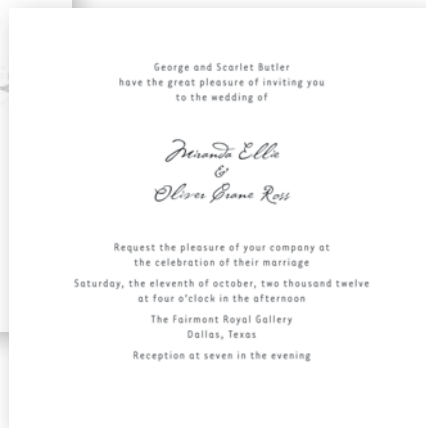 George and Scarlet Butler
have the great pleasure of inviting you
to the wedding of
Miranda Ellie
&
Oliver Crane Ross
Request the pleasure of your company at
the celebration of their marriage
Saturday, the eleventh of october, two thousand twelve
at four o'clock in the afternoon
The Fairmont Royal Gallery
Dallas, Texas
Reception at seven in the evening